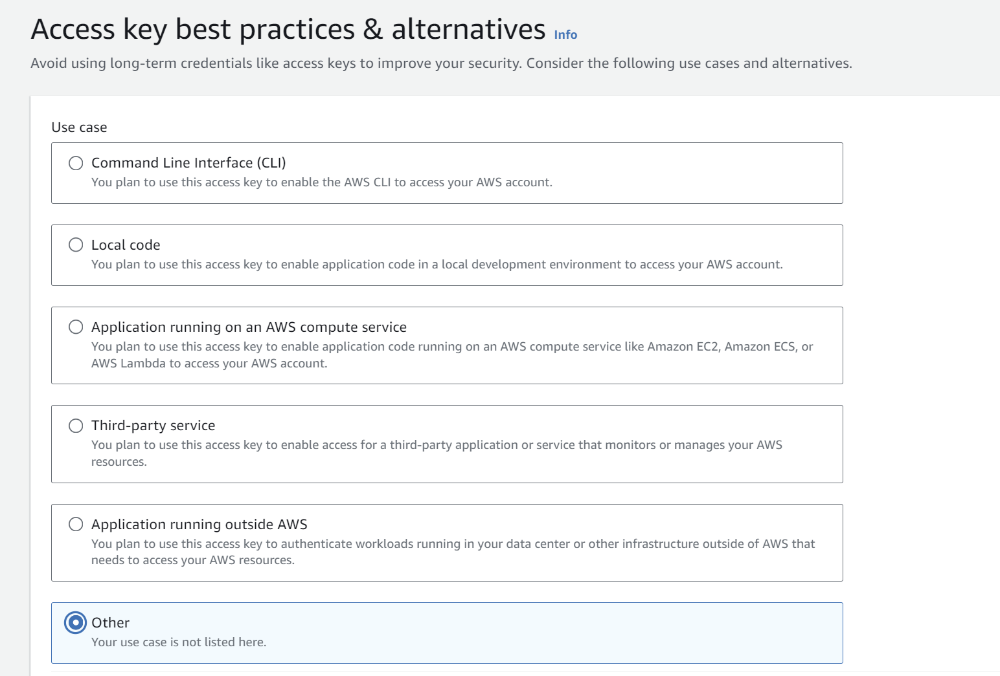 Access key best practices & alternatives Info
Avoid using long-term credentials like access keys to improve your security. Consider the following use cases and alternatives.
Use case
Command Line Interface (CLI)
You plan to use this access key to enable the AWS CLI to access your AWS account.
Local code
You plan to use this access key to enable application code in a local development environment to access your AWS account.
Application running on an AWS compute service
You plan to use this access key to enable application code running on an AWS compute service like Amazon EC2, Amazon ECS, or
AWS Lambda to access your AWS account.
Third-party service
You plan to use this access key to enable access for a third-party application or service that monitors or manages your AWS
resources.
Application running outside AWS
You plan to use this access key to authenticate workloads running in your data center or other infrastructure outside of AWS that
needs to access your AWS resources.
Other
Your use case is not listed here.